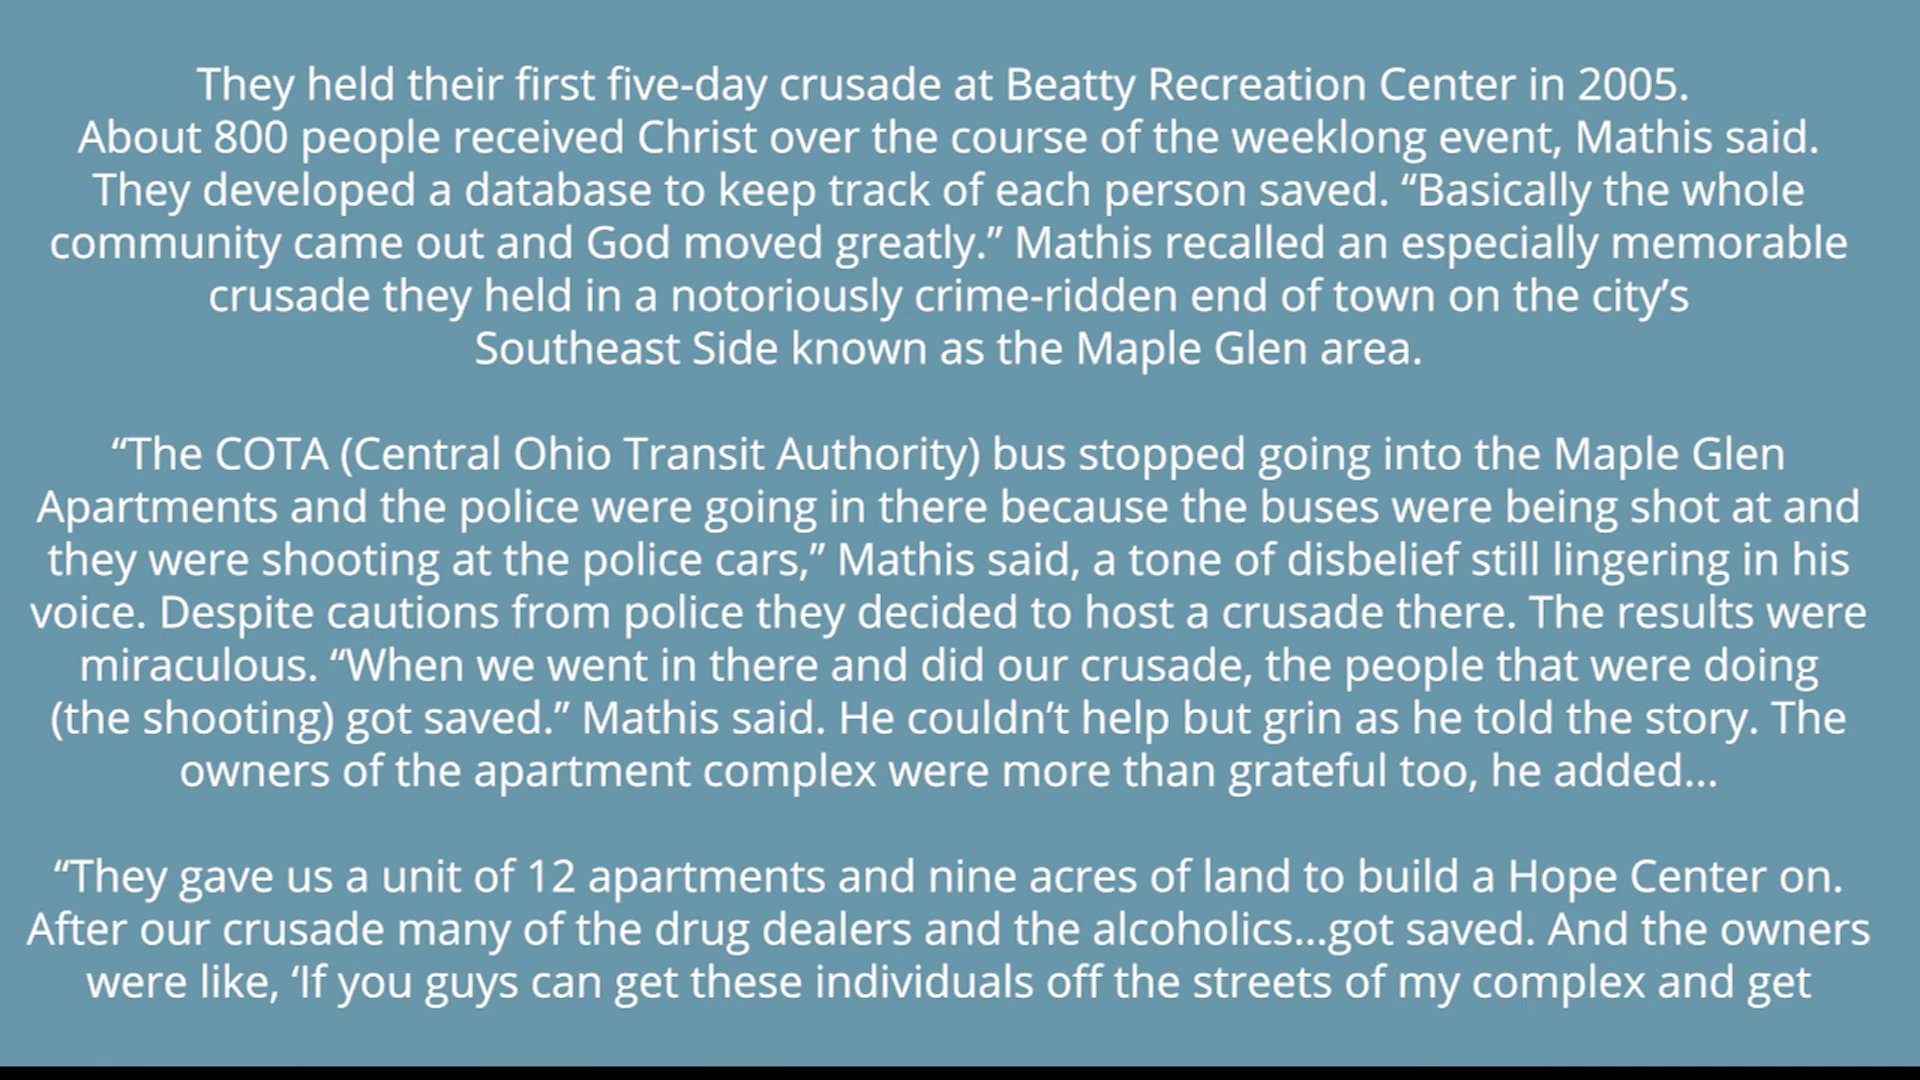 They held their first five-day crusade at Beatty Recreation Center in 2005.
About 800 people received Christ over the course of the weeklong event, Mathis said.
They developed a database to keep track of each person saved. “Basically the whole
community came out and God moved greatly.” Mathis recalled an especially memorable
crusade they held in a notoriously crime-ridden end of town on the city’s
Southeast Side known as the Maple Glen area.
“The COTA (Central Ohio Transit Authority) bus stopped going into the Maple Glen
Apartments and the police were going in there because the buses were being shot at and
they were shooting at the police cars,” Mathis said, a tone of disbelief still lingering in his
voice. Despite cautions from police they decided to host a crusade there. The results were
miraculous. “When we went in there and did our crusade, the people that were doing
(the shooting) got saved.” Mathis said. He couldn’t help but grin as he told the story. The
owners of the apartment complex were more than grateful too, he added...
“They gave us a unit of 12 apartments and nine acres of land to build a Hope Center on.
After our crusade many of the drug dealers and the alcoholics...got saved. And the owners
were like, ‘If you guys can get these individuals off the streets of my complex and get